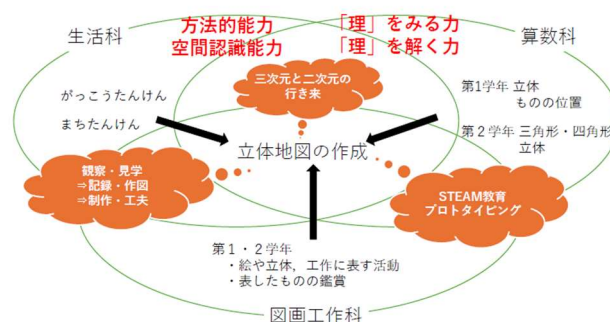 生活科
方法的能力
空間認識能力
「理」をみる力
「理」を解く力
算数科
三次元と二次元の
行き来
がっこうたんけん
まちたんけん
第1学年 立体
ものの位置
第２学年 三角形・四角形
立体
立体地図の作成
観察・見学
⇒記録・作図
⇒制作・工夫
STEAM教育
プロトタイピング
第１・２学年
・絵や立体，工作に表す活動
・表したものの鑑賞
図画工作科